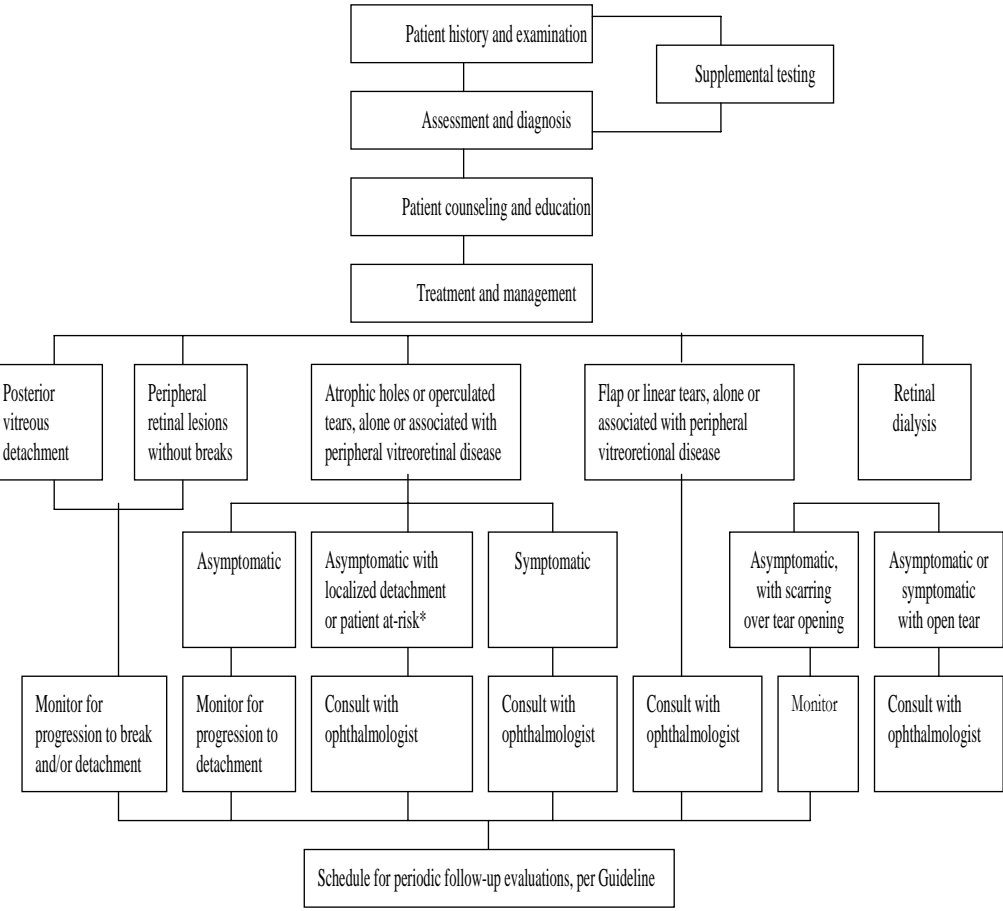 Patient history and examination
Supplemental testing
Assessment and diagnosis
Patient counseling and education
Treatment and management
Posterior
vitreous
detachment
Peripheral
retinal lesions
without breaks
Atrophic holes or operculated
tears, alone or associated with
peripheral vitreoretinal disease
Flap or linear tears, alone or
associated with peripheral
vitreoretional disease
Retinal
dialysis
Asymptomatic
Asymptomatic with
localized detachment
or patient at-risk*
Symptomatic
Asymptomatic,
with scarring
over tear opening
Asymptomatic or
symptomatic
with open tear
Monitor for
progression to break
and/or detachment
Monitor for
progression to
detachment
Consult with
ophthalmologist
Consult with
ophthalmologist
Consult with
ophthalmologist
Monitor
Consult with
ophthalmologist
Schedule for periodic follow-up evaluations, per Guideline